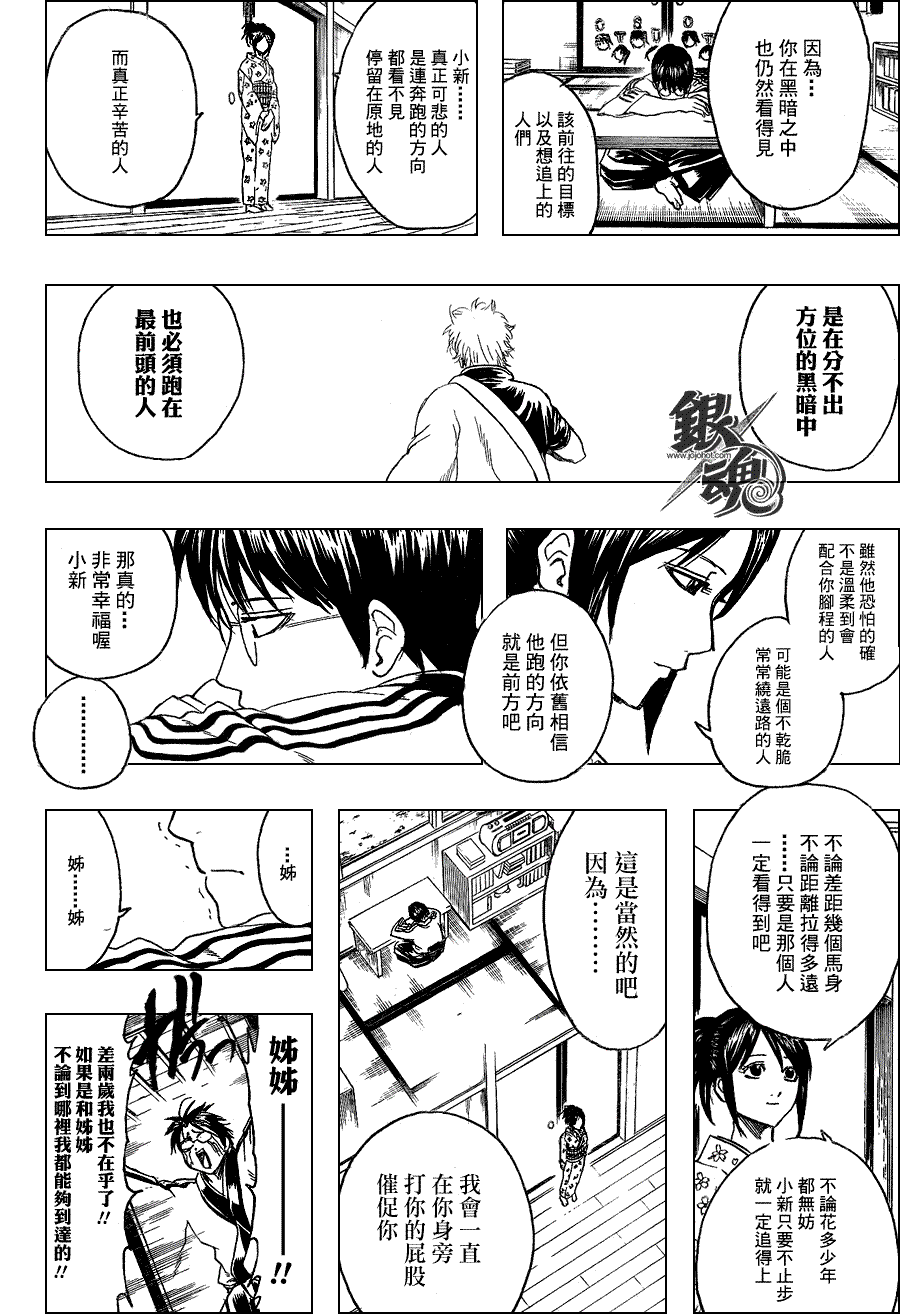 因為…
你在黑暗之中
也仍然看得見
該前往的目標
以及想追上的
人們
小新……
真正可悲的人
是連奔跑的方向
都看不見
停留在原地的人
而真正辛苦的人
是在分不出
方位的黑暗中
也必須跑在
最前頭的人
銀魂
www.jojohot.com
雖然他恐怕的確
不是溫柔到會
配合你腳程的人
可能是個不乾脆
常常繞遠路的人
但你依舊相信
他跑的方向
就是前方吧
那真的…
非常幸福喔
小新
…………
不論差距幾個馬身
不論距離拉得多遠
……只要是那個人
一定看得到吧
不論花多少年
都無妨
小新只要不止步
就一定追得上
這是當然的吧
因為………
我會一直
在你身旁
打你的屁股
催促你
…姊
姊……姊
姊姊——!!
差兩歲我也不在乎了!!
如果是和姊姊
不論到哪裡我都能夠到達的!!